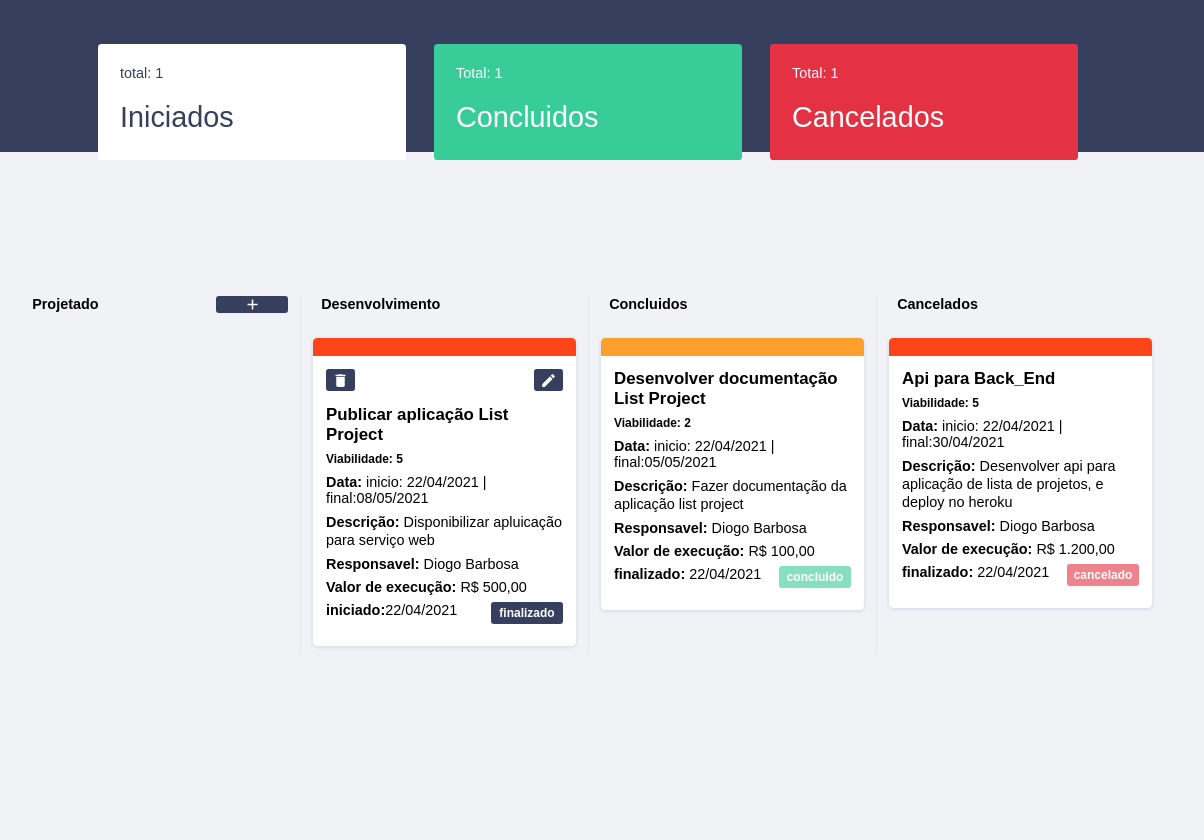 total: 1
Iniciados
Total: 1
Concluidos
Total: 1
Cancelados
Projetado
+
Desenvolvimento
Publicar aplicação List
Project
Viabilidade: 5
Data: inicio: 22/04/2021 |
final:08/05/2021
Descrição: Disponibilizar apluicação
para serviço web
Responsavel: Diogo Barbosa
Valor de execução: R$ 500,00
iniciado:22/04/2021
finalizado
Concluidos
Desenvolver documentação
List Project
Viabilidade: 2
Data: inicio: 22/04/2021 |
final:05/05/2021
Descrição: Fazer documentação da
aplicação list project
Responsavel: Diogo Barbosa
Valor de execução: R$ 100,00
finalizado: 22/04/2021
concluido
Cancelados
Api para Back_End
Viabilidade: 5
Data: inicio: 22/04/2021 |
final:30/04/2021
Descrição: Desenvolver api para
aplicação de lista de projetos, e
deploy no heroku
Responsavel: Diogo Barbosa
Valor de execução: R$ 1.200,00
finalizado: 22/04/2021
cancelado